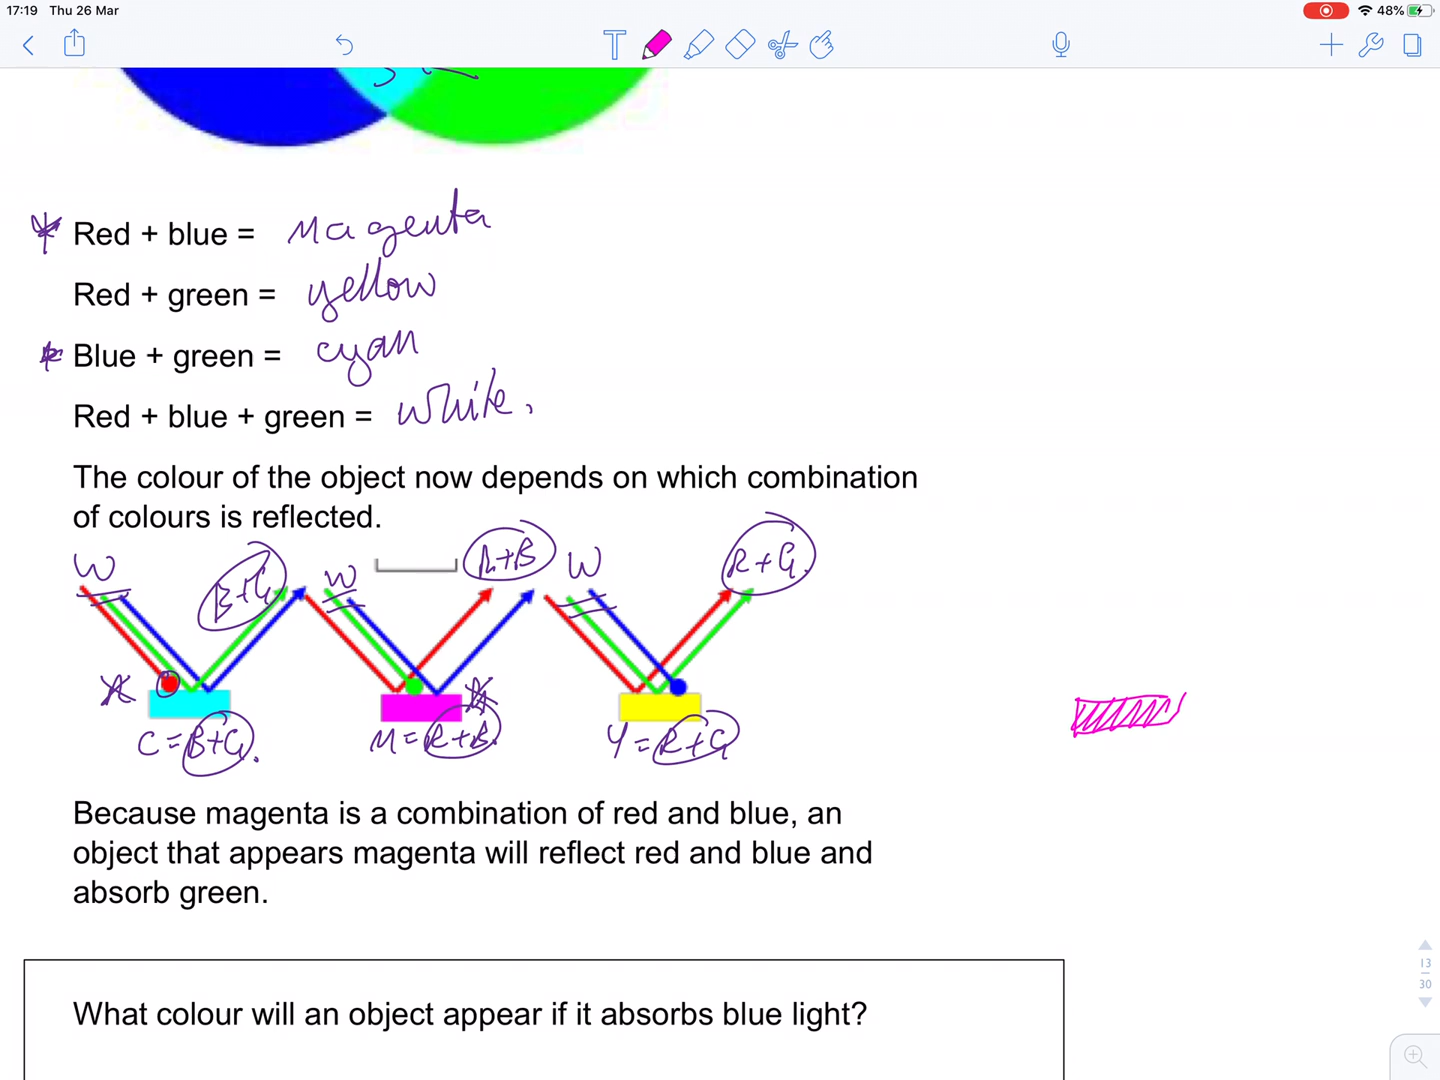 17:19 Thu 26 Mar
48%
T
Red + blue = Magenta
Red + green = yellow
Blue + green = cyan
Red + blue + green = white.
The colour of the object now depends on which combination
of colours is reflected.
W B+G W R+B W R+G.
C = B+G. M = R+B. Y = R+G
Because magenta is a combination of red and blue, an
object that appears magenta will reflect red and blue and
absorb green.
13
30
What colour will an object appear if it absorbs blue light?